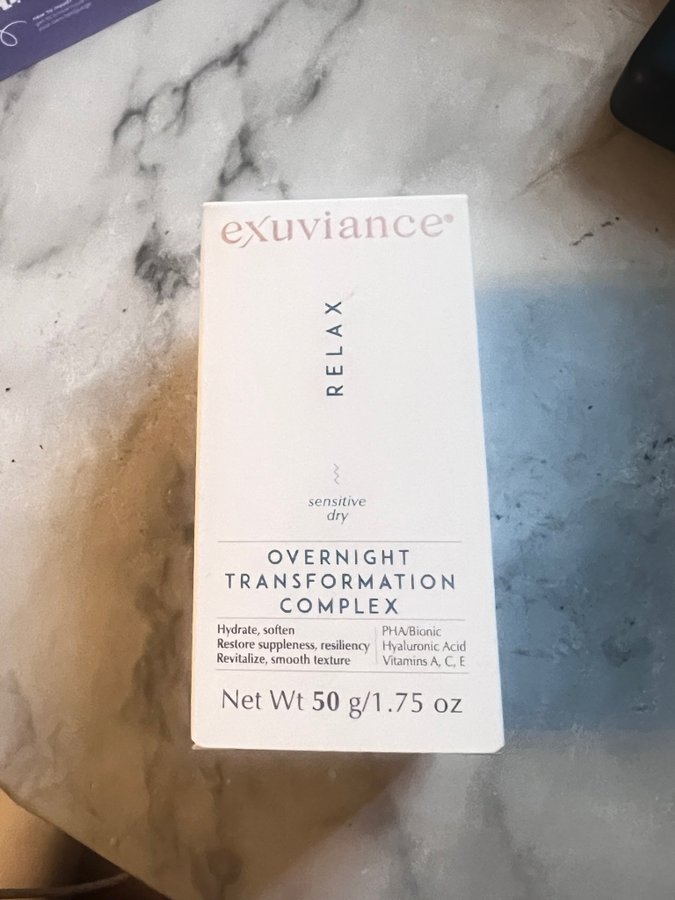 exuviance®
RELAX
sensitive
dry
OVERNIGHT
TRANSFORMATION
COMPLEX
Hydrate, soften
Restore suppleness, resiliency
Revitalize, smooth texture
PHA/Bionic
Hyaluronic Acid
Vitamins A, C, E
Net Wt 50 g/1.75 oz